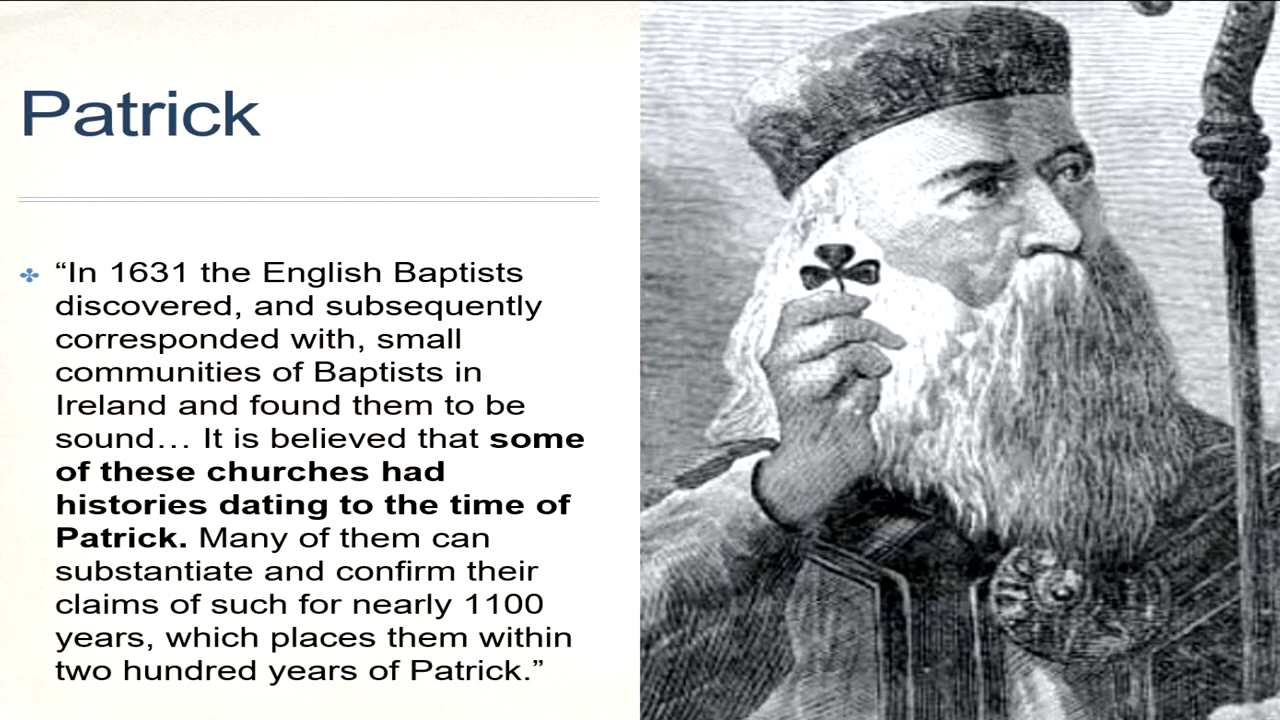 Patrick
“In 1631 the English Baptists
discovered, and subsequently
corresponded with, small
communities of Baptists in
Ireland and found them to be
sound… It is believed that some
of these churches had
histories dating to the time of
Patrick. Many of them can
substantiate and confirm their
claims of such for nearly 1100
years, which places them within
two hundred years of Patrick.”